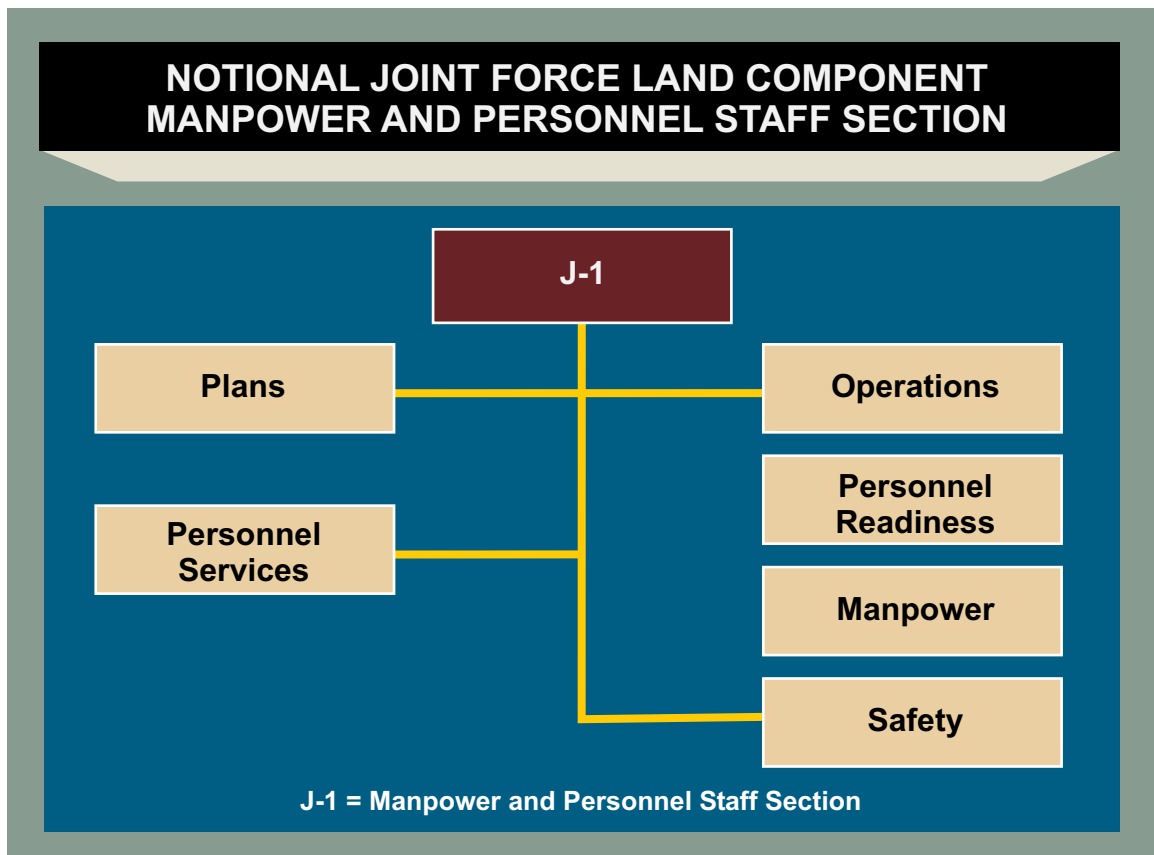 NOTIONAL JOINT FORCE LAND COMPONENT
MANPOWER AND PERSONNEL STAFF SECTION
J-1
Plans
Operations
Personnel
Readiness
Personnel
Services
Manpower
Safety
J-1 = Manpower and Personnel Staff Section